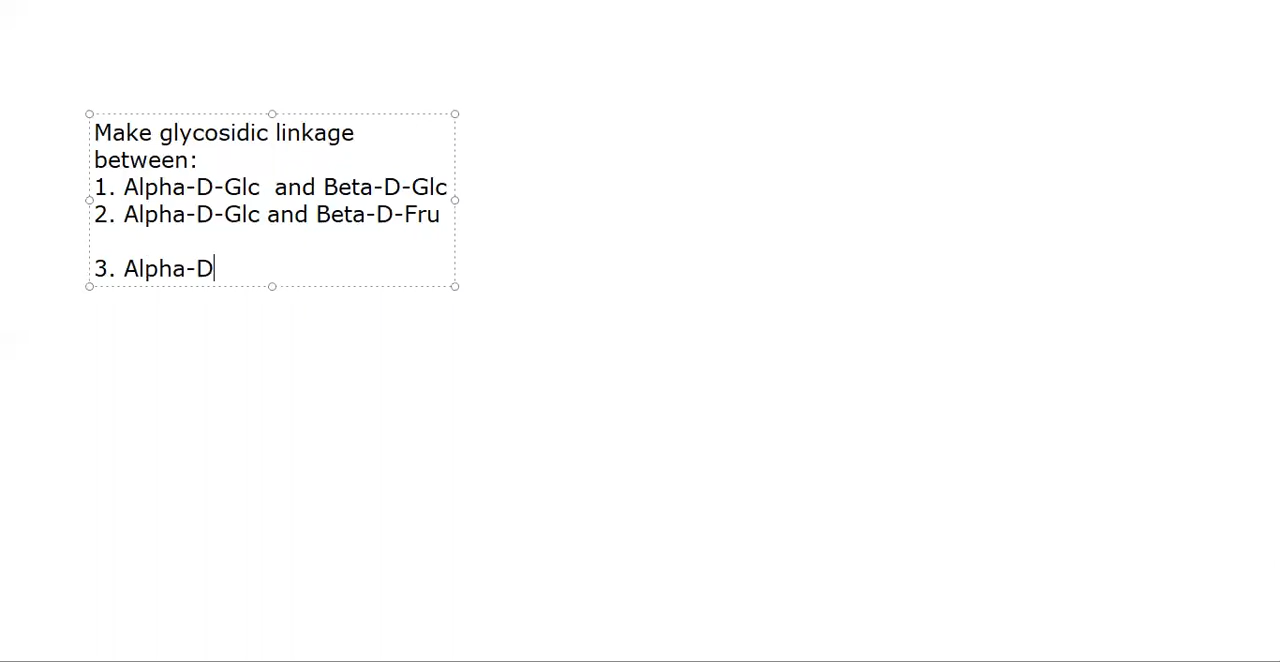 Make glycosidic linkage
between:
1. Alpha-D-Glc  and Beta-D-Glc
2. Alpha-D-Glc and Beta-D-Fru
3. Alpha-D